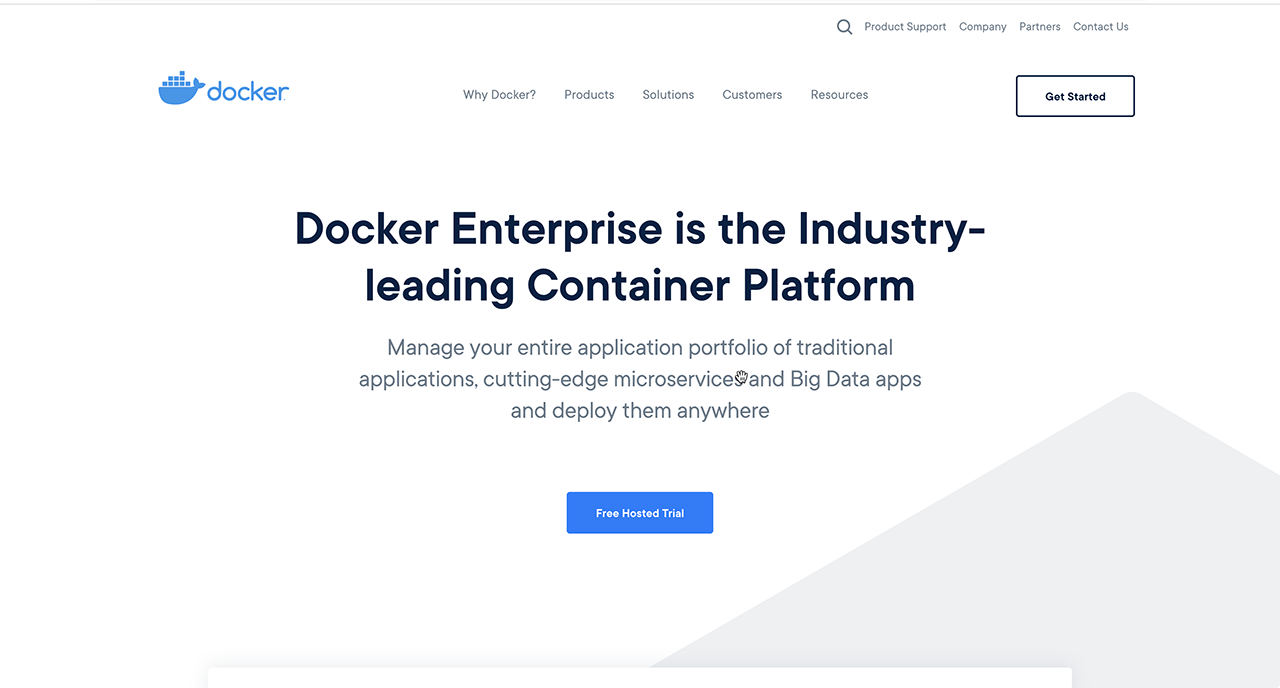 Product Support Company Partners Contact Us
docker
Why Docker? Products Solutions Customers Resources
Get Started
Docker Enterprise is the Industry-
leading Container Platform
Manage your entire application portfolio of traditional
applications, cutting-edge microservices and Big Data apps
and deploy them anywhere
Free Hosted Trial